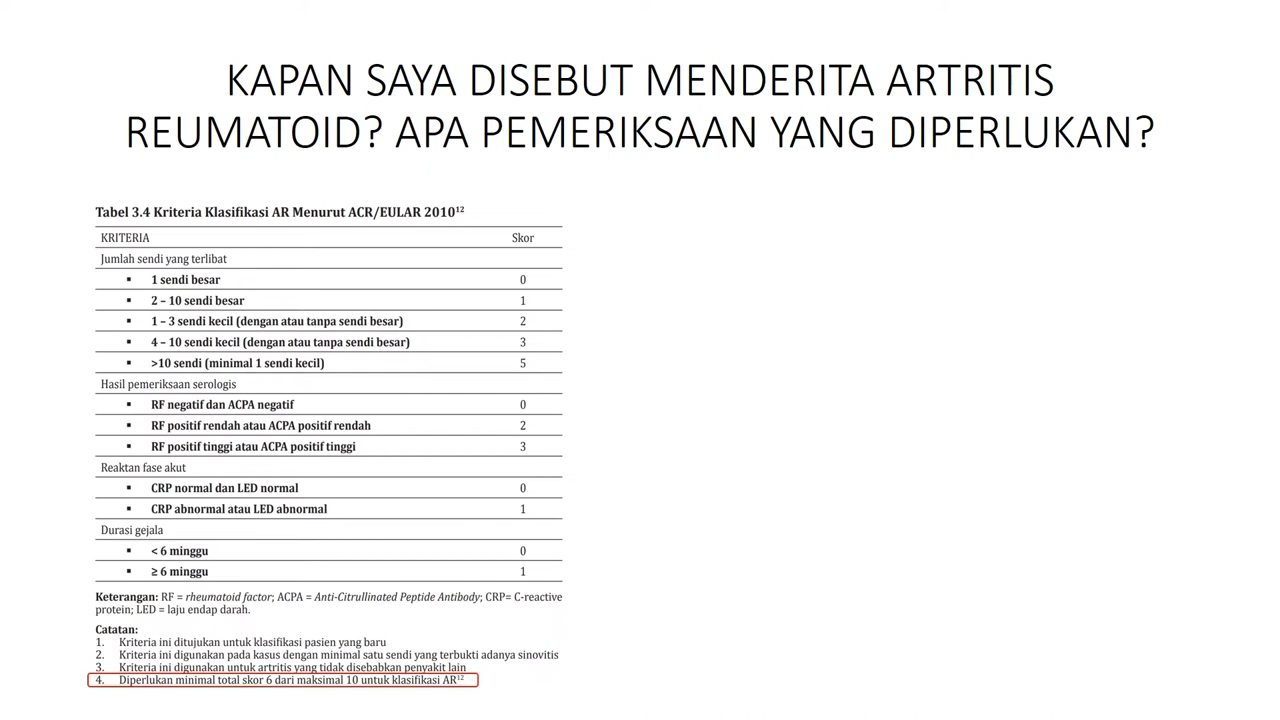 KAPAN SAYA DISEBUT MENDERITA ARTRITIS
REUMATOID? APA PEMERIKSAAN YANG DIPERLUKAN?
Tabel 3.4 Kriteria Klasifikasi AR Menurut ACR/EULAR 2010¹²
KRITERIA Skor
Jumlah sendi yang terlibat
▪ 1 sendi besar 0
▪ 2 – 10 sendi besar 1
▪ 1 – 3 sendi kecil (dengan atau tanpa sendi besar) 2
▪ 4 – 10 sendi kecil (dengan atau tanpa sendi besar) 3
▪ >10 sendi (minimal 1 sendi kecil) 5
Hasil pemeriksaan serologis
▪ RF negatif dan ACPA negatif 0
▪ RF positif rendah atau ACPA positif rendah 2
▪ RF positif tinggi atau ACPA positif tinggi 3
Reaktan fase akut
▪ CRP normal dan LED normal 0
▪ CRP abnormal atau LED abnormal 1
Durasi gejala
▪ < 6 minggu 0
▪ ≥ 6 minggu 1
Keterangan: RF = rheumatoid factor; ACPA = Anti-Citrullinated Peptide Antibody; CRP= C-reactive
protein; LED = laju endap darah.
Catatan:
1. Kriteria ini ditujukan untuk klasifikasi pasien yang baru
2. Kriteria ini digunakan pada kasus dengan minimal satu sendi yang terbukti adanya sinovitis
3. Kriteria ini digunakan untuk artritis yang tidak disebabkan penyakit lain
4. Diperlukan minimal total skor 6 dari maksimal 10 untuk klasifikasi AR¹²